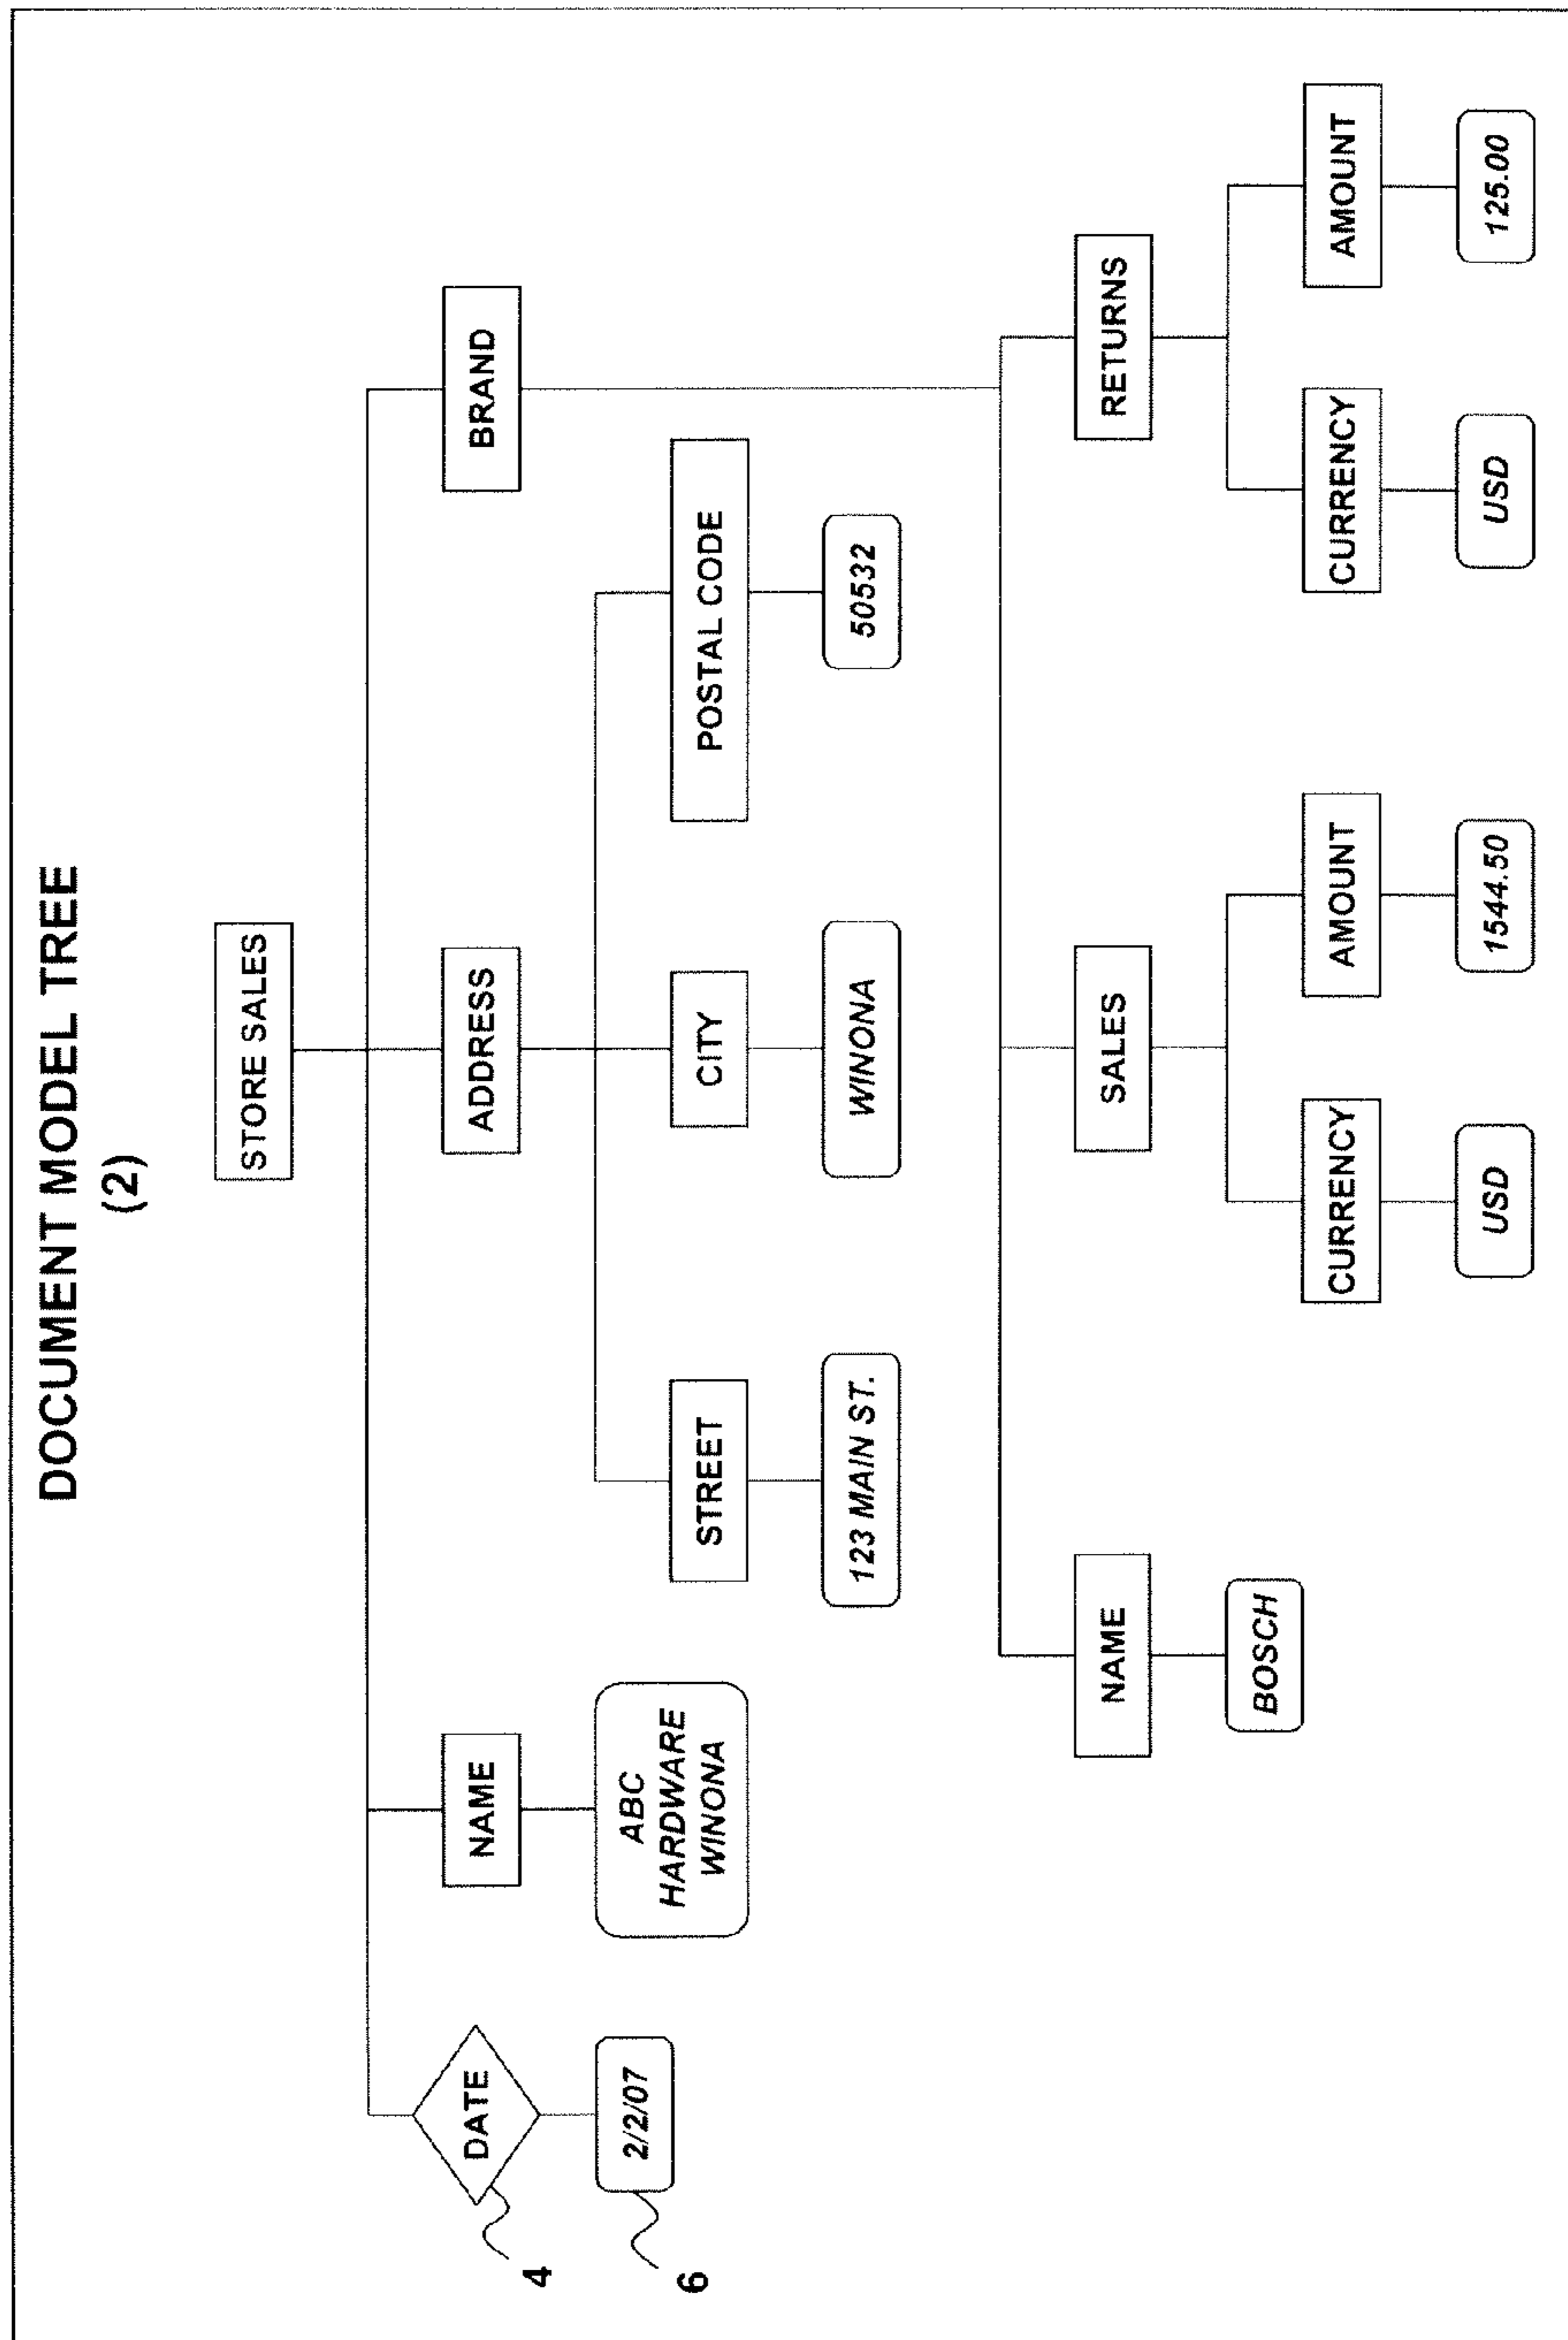 DOCUMENT MODEL TREE
(2)
STORE SALES
DATE
NAME
ADDRESS
BRAND
4
2/2/07
6
ABC
HARDWARE
WINONA
STREET
CITY
POSTAL CODE
123 MAIN ST.
WINONA
50532
NAME
SALES
RETURNS
BOSCH
CURRENCY
AMOUNT
CURRENCY
AMOUNT
USD
1544.50
USD
125.00